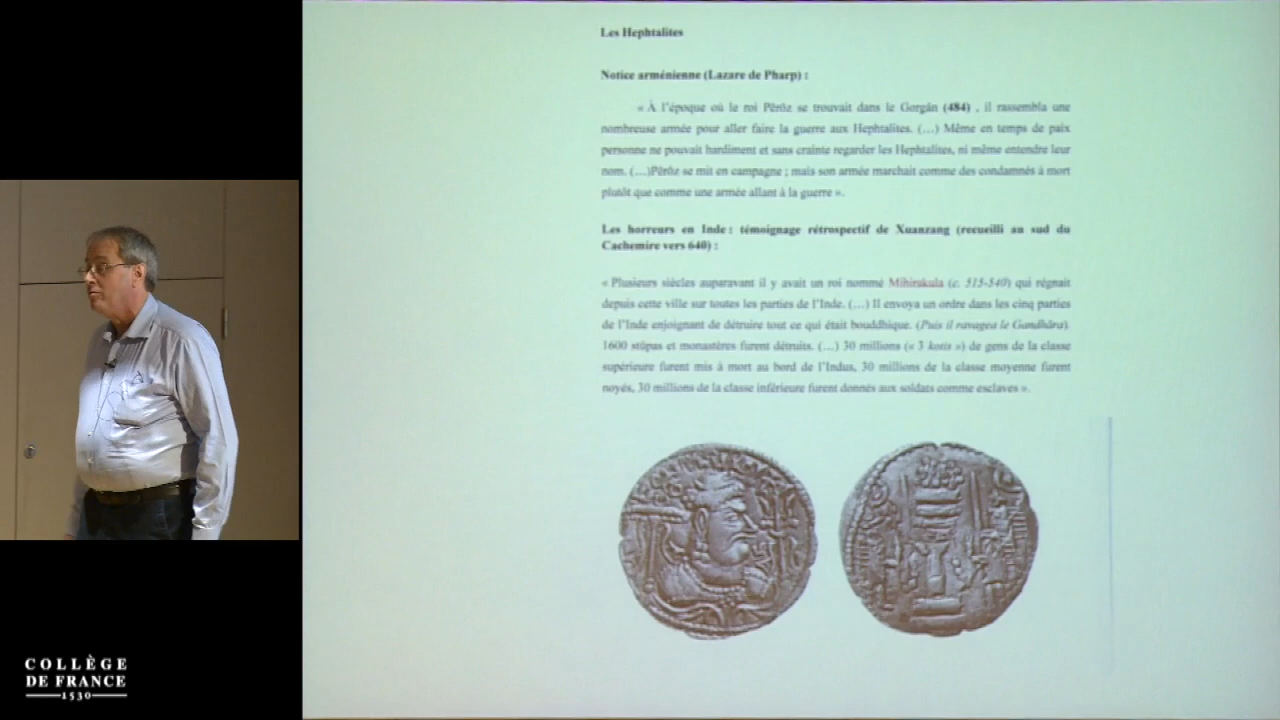 Les Hephtalites
Notice arménienne (Lazare de Pharp) :
« À l'époque où le roi Pērōz se trouvait dans le Gorgān (484) , il rassembla une
nombreuse armée pour aller faire la guerre aux Hephtalites. (…) Même en temps de paix
personne ne pouvait hardiment et sans crainte regarder les Hephtalites, ni même entendre leur
nom. (…)Pērōz se mit en campagne ; mais son armée marchait comme des condamnés à mort
plutôt que comme une armée allant à la guerre ».
Les horreurs en Inde : témoignage rétrospectif de Xuanzang (recueilli au sud du
Cachemire vers 640) :
« Plusieurs siècles auparavant il y avait un roi nommé Mihirakula (c. 515-540) qui régnait
depuis cette ville sur toutes les parties de l'Inde. (…) Il envoya un ordre dans les cinq parties
de l'Inde enjoignant de détruire tout ce qui était bouddhique. (Puis il ravagea le Gandhāra).
1600 stūpas et monastères furent détruits. (…) 30 millions (« 3 kotis ») de gens de la classe
supérieure furent mis à mort au bord de l'Indus, 30 millions de la classe moyenne furent
noyés, 30 millions de la classe inférieure furent donnés aux soldats comme esclaves ».
COLLÈGE
DE FRANCE
1530